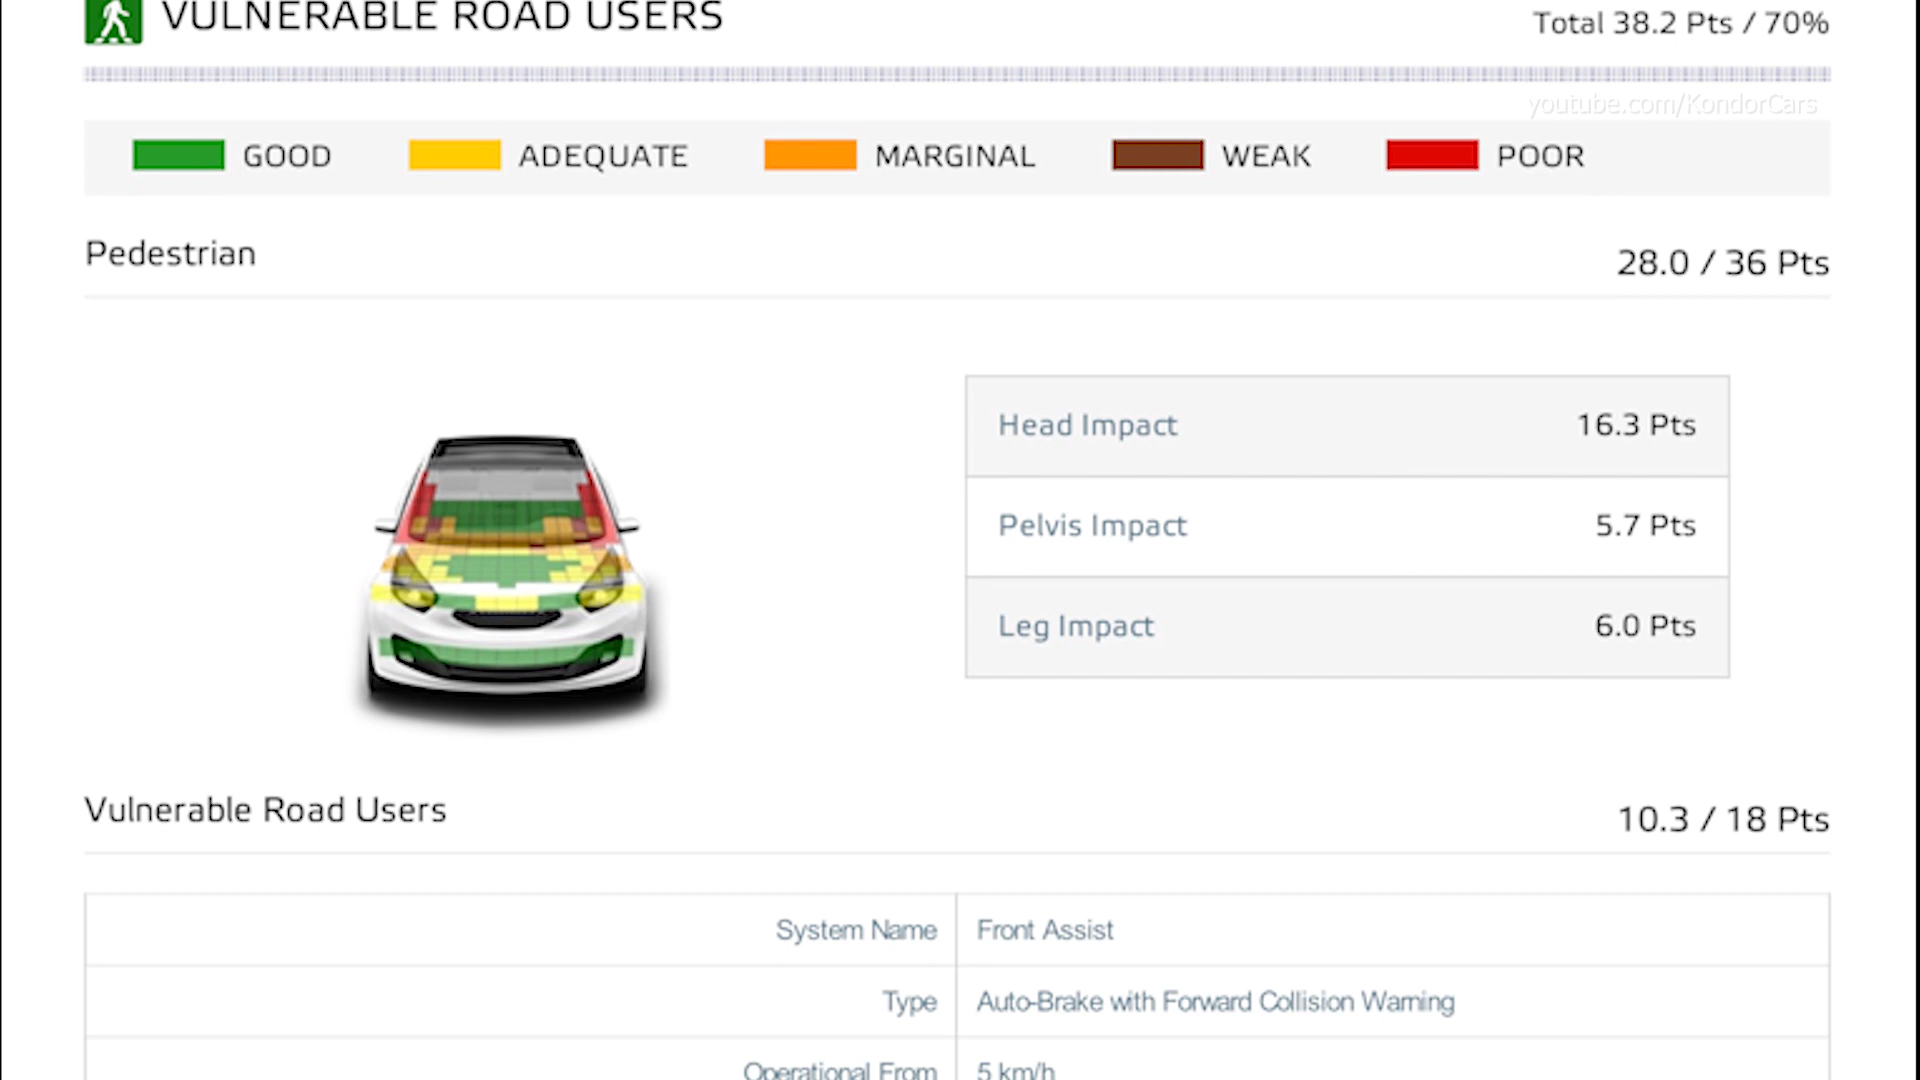 VULNERABLE ROAD USERS
Total 38.2 Pts / 70%
youtube.com/KondorCars
GOOD ADEQUATE MARGINAL WEAK POOR
Pedestrian
28.0 / 36 Pts
Head Impact 16.3 Pts
Pelvis Impact 5.7 Pts
Leg Impact 6.0 Pts
Vulnerable Road Users
10.3 / 18 Pts
System Name Front Assist
Type Auto-Brake with Forward Collision Warning
Operational From 5 km/h